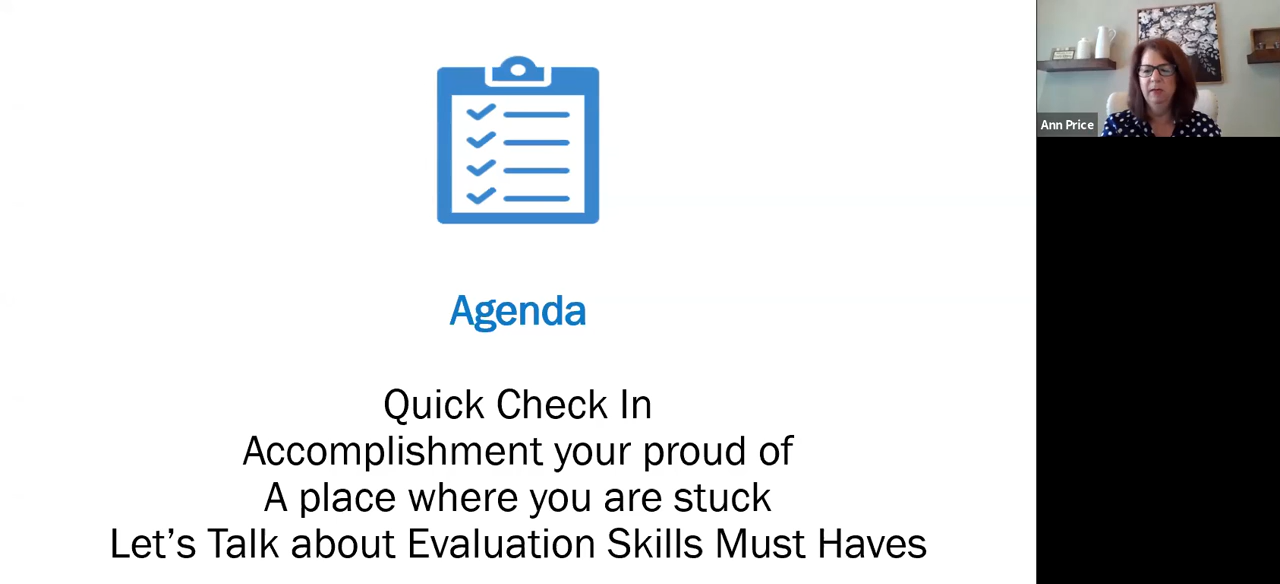 Ann Price
Agenda
Quick Check In
Accomplishment your proud of
A place where you are stuck
Let's Talk about Evaluation Skills Must Haves